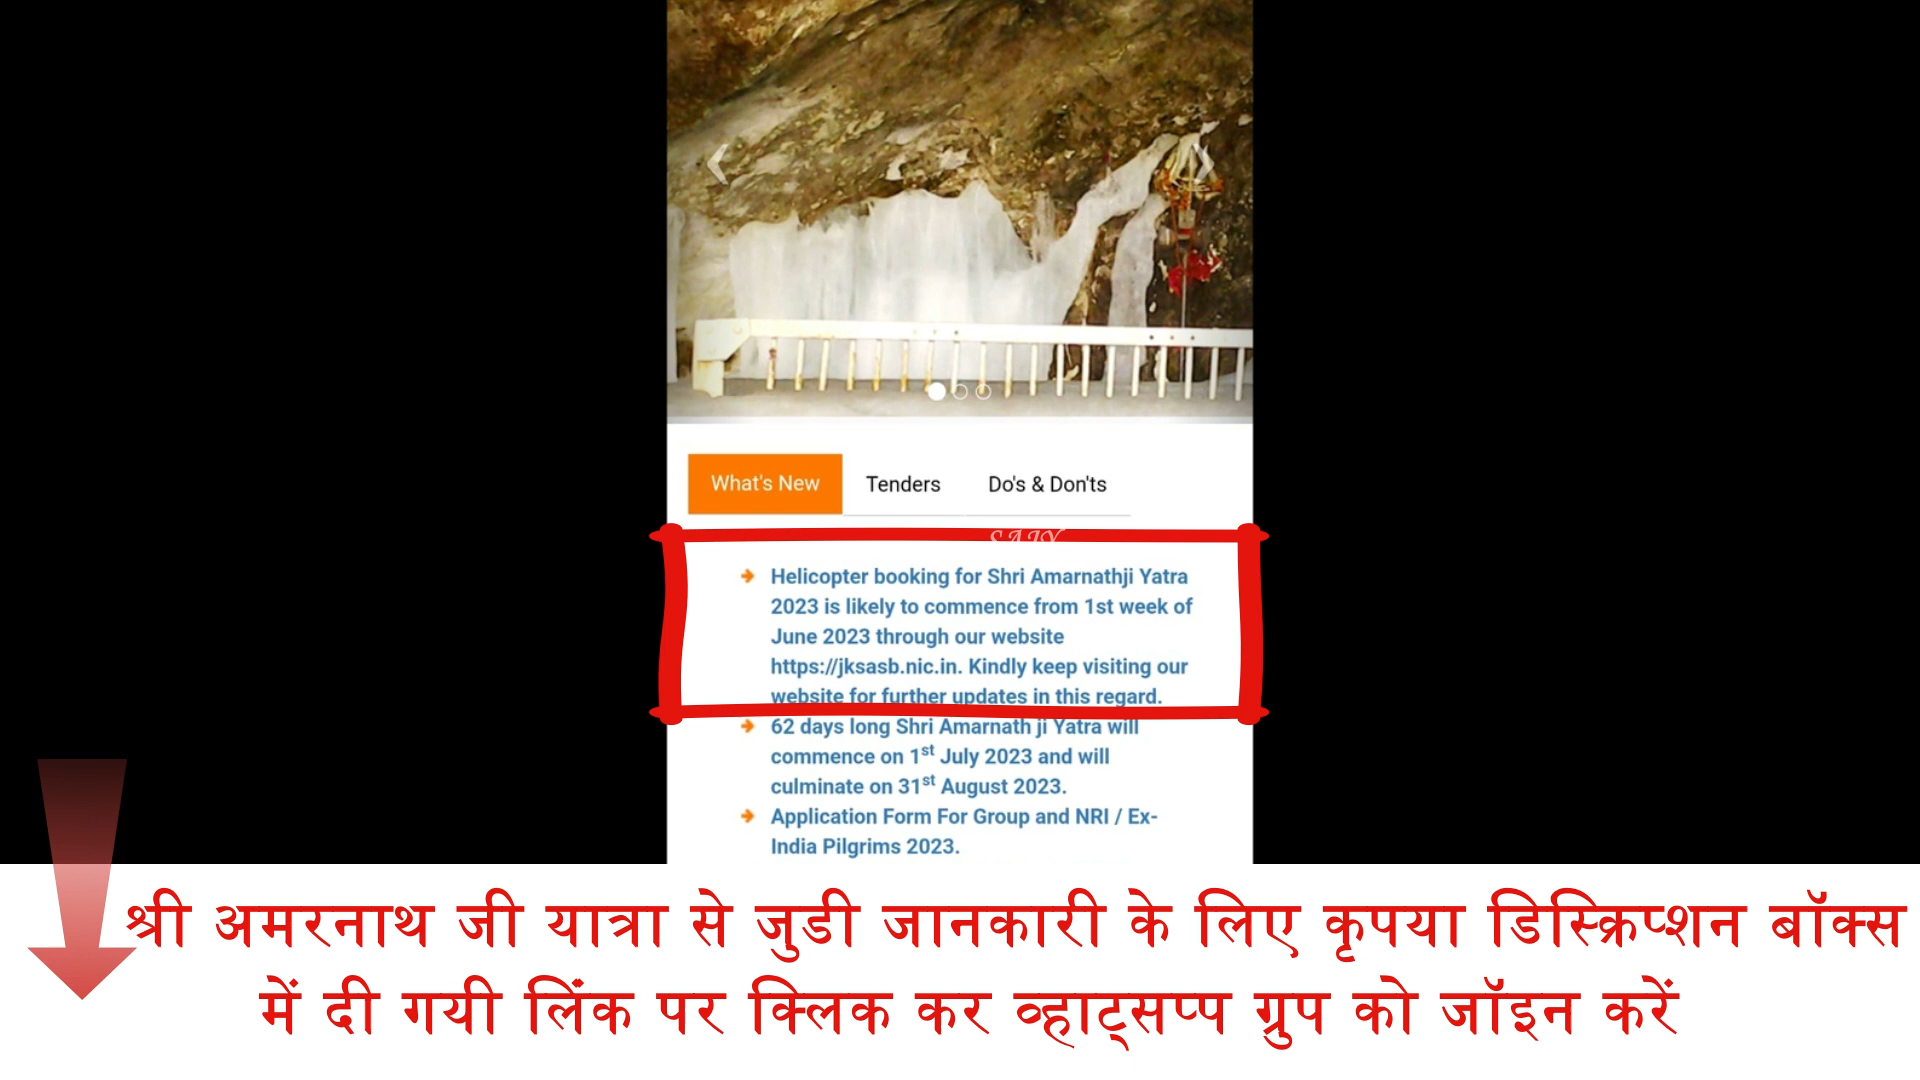 What's New Tenders Do's & Don'ts
Helicopter booking for Shri Amarnathji Yatra
2023 is likely to commence from 1st week of
June 2023 through our website
https://jksasb.nic.in. Kindly keep visiting our
website for further updates in this regard.
62 days long Shri Amarnath ji Yatra will
commence on 1st July 2023 and will
culminate on 31st August 2023.
Application Form For Group and NRI / Ex-
India Pilgrims 2023.
श्री अमरनाथ जी यात्रा से जुडी जानकारी के लिए कृपया डिस्क्रिप्शन बॉक्स
में दी गयी लिंक पर क्लिक कर व्हाट्सप्प ग्रुप को जॉइन करें